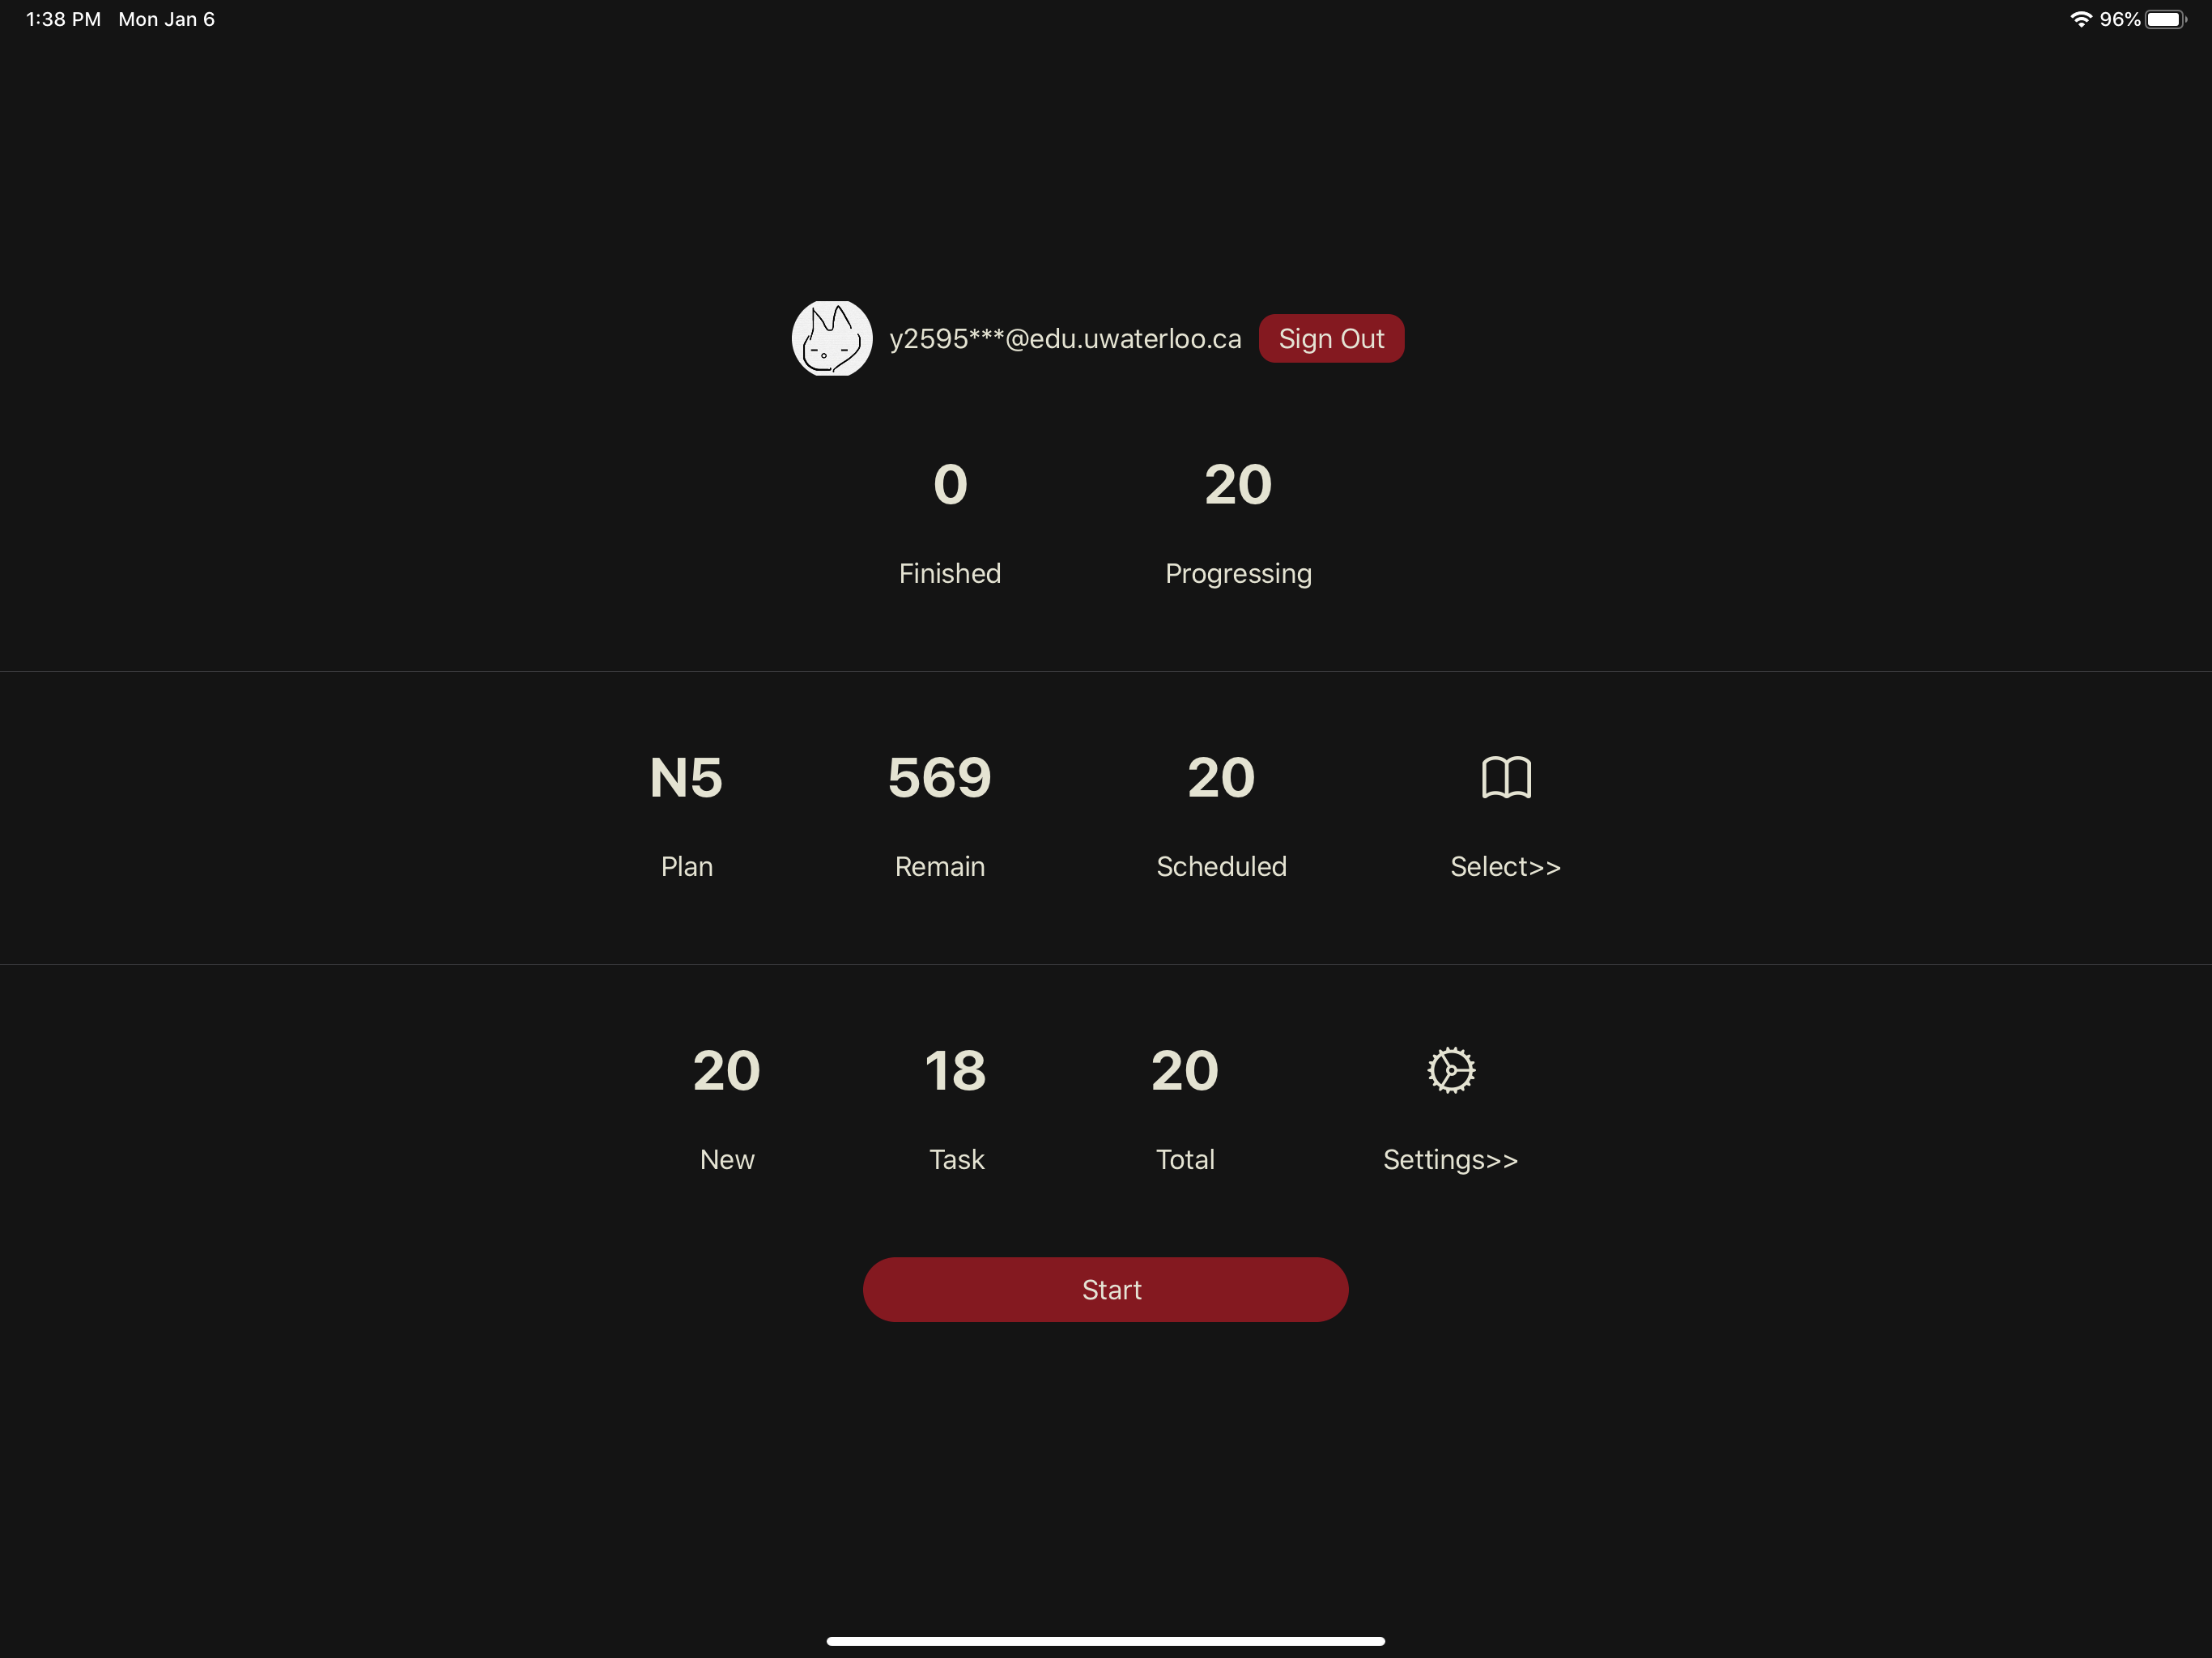 1:38 PM Mon Jan 6 96%
y2595***@edu.uwaterloo.ca Sign Out
0 20
Finished Progressing
N5 569 20
Plan Remain Scheduled Select>>
20 18 20
New Task Total Settings>>
Start